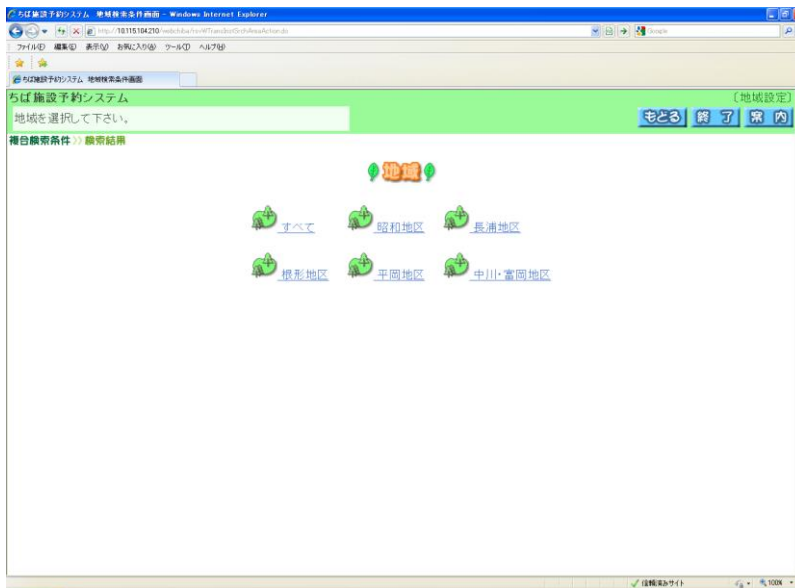 ちば施設予約システム 地域検索条件画面 - Windows Internet Explorer
Google
ファイル(F) 編集(E) 表示(V) お気に入り(A) ツール(T) ヘルプ(H)
ちば施設予約システム 地域検索条件画面
ちば施設予約システム
〔地域設定〕
地域を選択して下さい。
もどる 終了 案内
複合検索条件>>検索結果
地域
すべて 昭和地区 長浦地区
根形地区 平岡地区 中川・富岡地区
信頼済みサイト
100%